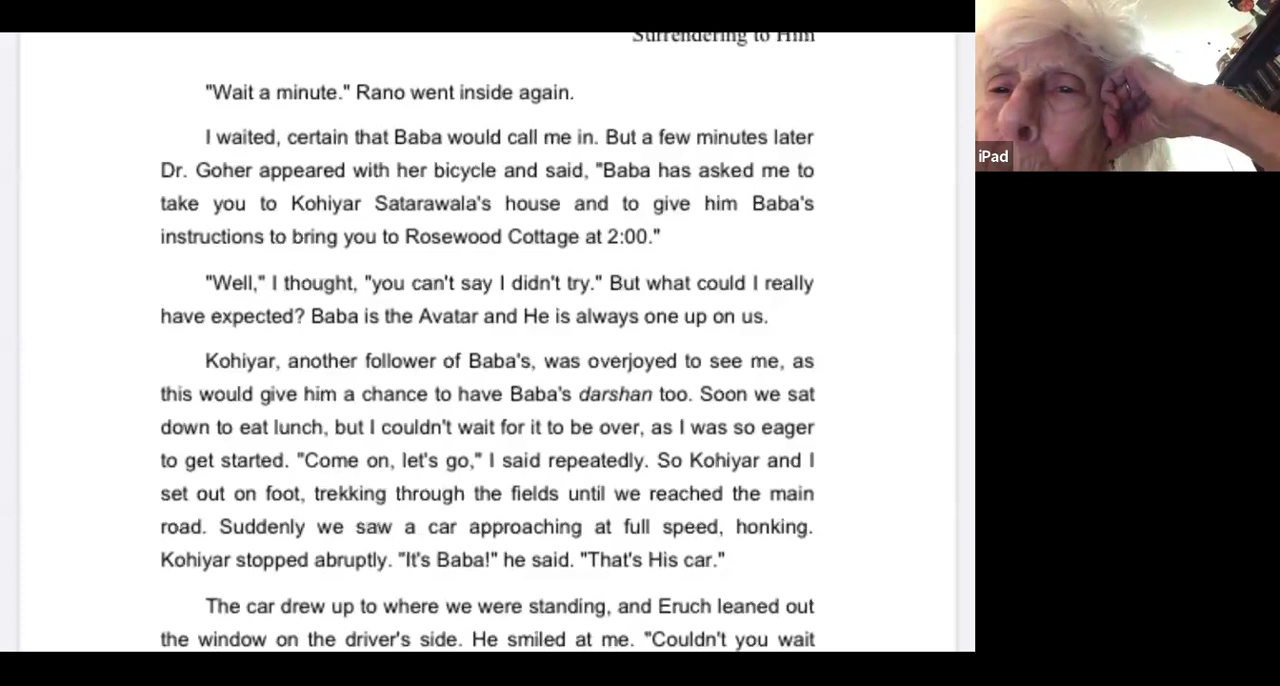 Surrendering to Him
"Wait a minute." Rano went inside again.
I waited, certain that Baba would call me in. But a few minutes later
Dr. Goher appeared with her bicycle and said, "Baba has asked me to
take you to Kohiyar Satarawala's house and to give him Baba's
instructions to bring you to Rosewood Cottage at 2:00."
"Well," I thought, "you can't say I didn't try." But what could I really
have expected? Baba is the Avatar and He is always one up on us.
Kohiyar, another follower of Baba's, was overjoyed to see me, as
this would give him a chance to have Baba's darshan too. Soon we sat
down to eat lunch, but I couldn't wait for it to be over, as I was so eager
to get started. "Come on, let's go," I said repeatedly. So Kohiyar and I
set out on foot, trekking through the fields until we reached the main
road. Suddenly we saw a car approaching at full speed, honking.
Kohiyar stopped abruptly. "It's Baba!" he said. "That's His car."
The car drew up to where we were standing, and Eruch leaned out
the window on the driver's side. He smiled at me. "Couldn't you wait
iPad